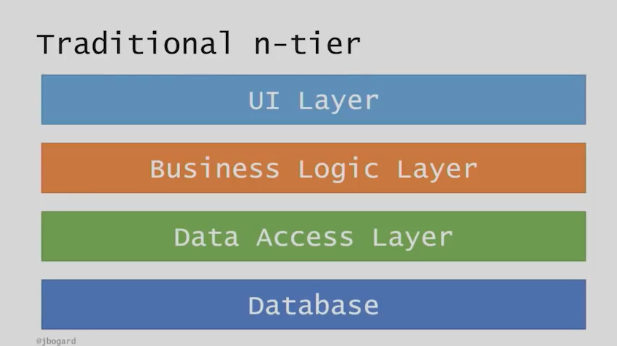 Traditional n-tier
UI Layer
Business Logic Layer
Data Access Layer
Database
@jbogard